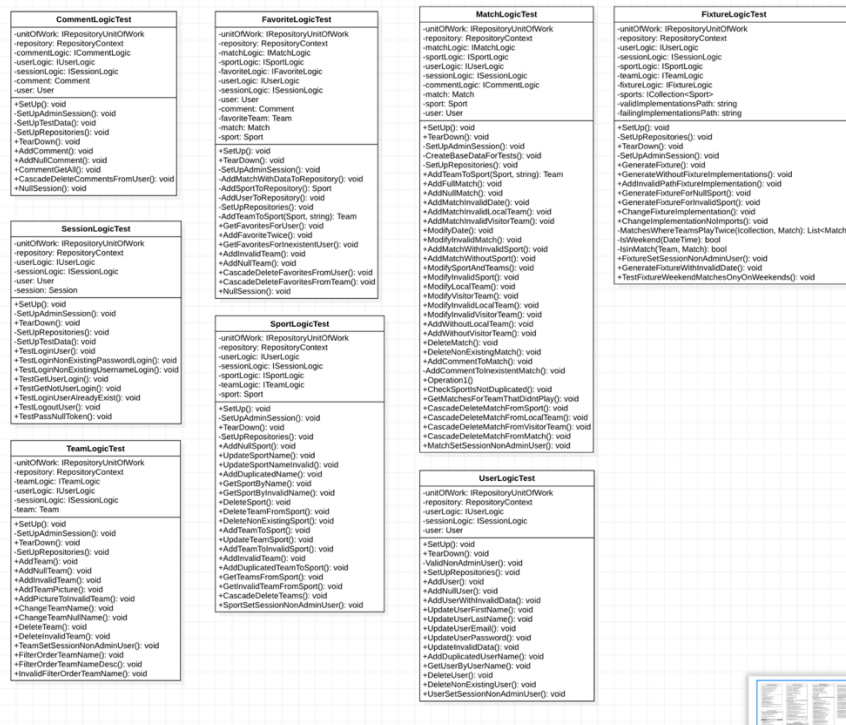 CommentLogicTest
-unitOfWork: IRepositoryUnitOfWork
-repository: RepositoryContext
-commentLogic: ICommentLogic
-userLogic: IUserLogic
-sessionLogic: ISessionLogic
-comment: Comment
-user: User
+SetUp(): void
-SetUpAdminSession(): void
-SetUpTestData(): void
-SetUpRepositories(): void
+TearDown(): void
+AddComment(): void
+AddNullComment(): void
+CommentGetAll(): void
+CascadeDeleteCommentsFromUser(): void
+NullSession(): void
SessionLogicTest
-unitOfWork: IRepositoryUnitOfWork
-repository: RepositoryContext
-userLogic: IUserLogic
-sessionLogic: ISessionLogic
-user: User
-session: Session
+SetUp(): void
-SetUpAdminSession(): void
+TearDown(): void
-SetUpRepositories(): void
-SetUpTestData(): void
+TestLoginUser(): void
+TestLoginNonExistingPasswordLogin(): void
+TestLoginNonExistingUsernameLogin(): void
+TestGetUserLogin(): void
+TestGetNotUserLogin(): void
+TestLoginUserAlreadyExist(): void
+TestLogoutUser(): void
+TestPassNullToken(): void
TeamLogicTest
-unitOfWork: IRepositoryUnitOfWork
-repository: RepositoryContext
-teamLogic: ITeamLogic
-userLogic: IUserLogic
-sessionLogic: ISessionLogic
-team: Team
+SetUp(): void
-SetUpAdminSession(): void
+TearDown(): void
-SetUpRepositories(): void
+AddTeam(): void
+AddNullTeam(): void
+AddInvalidTeam(): void
+AddTeamPicture(): void
+AddPictureToInvalidTeam(): void
+ChangeTeamName(): void
+ChangeTeamNullName(): void
+DeleteTeam(): void
+DeleteInvalidTeam(): void
+TeamSetSessionNonAdminUser(): void
+FilterOrderTeamName(): void
+FilterOrderTeamNameDesc(): void
+InvalidFilterOrderTeamName(): void
FavoriteLogicTest
-unitOfWork: IRepositoryUnitOfWork
-repository: RepositoryContext
-matchLogic: IMatchLogic
-sportLogic: ISportLogic
-favoriteLogic: IFavoriteLogic
-userLogic: IUserLogic
-sessionLogic: ISessionLogic
-user: User
-comment: Comment
-favoriteTeam: Team
-match: Match
-sport: Sport
+SetUp(): void
+TearDown(): void
-SetUpAdminSession(): void
-AddMatchWithDataToRepository(): void
-AddSportToRepository(): Sport
-AddUserToRepository(): void
-SetUpRepositories(): void
-AddTeamToSport(Sport, string): Team
+GetFavoritesForUser(): void
+AddFavoriteTwice(): void
+GetFavoritesForInexistentUser(): void
+AddInvalidTeam(): void
+AddNullTeam(): void
+CascadeDeleteFavoritesFromUser(): void
+CascadeDeleteFavoritesFromTeam(): void
+NullSession(): void
SportLogicTest
-unitOfWork: IRepositoryUnitOfWork
-repository: RepositoryContext
-userLogic: IUserLogic
-sessionLogic: ISessionLogic
-sportLogic: ISportLogic
-teamLogic: ITeamLogic
-sport: Sport
+SetUp(): void
-SetUpAdminSession(): void
+TearDown(): void
-SetUpRepositories(): void
+AddNullSport(): void
+UpdateSportName(): void
+UpdateSportNameInvalid(): void
+AddDuplicatedName(): void
+GetSportByName(): void
+GetSportByInvalidName(): void
+DeleteSport(): void
+DeleteTeamFromSport(): void
+DeleteNonExistingSport(): void
+AddTeamToSport(): void
+UpdateTeamSport(): void
+AddTeamToInvalidSport(): void
+AddInvalidTeam(): void
+AddDuplicatedTeamToSport(): void
+GetTeamsFromSport(): void
+GetInvalidTeamFromSport(): void
+CascadeDeleteTeams(): void
+SportSetSessionNonAdminUser(): void
MatchLogicTest
-unitOfWork: IRepositoryUnitOfWork
-repository: RepositoryContext
-matchLogic: IMatchLogic
-sportLogic: ISportLogic
-userLogic: IUserLogic
-sessionLogic: ISessionLogic
-commentLogic: ICommentLogic
-match: Match
-sport: Sport
-user: User
+SetUp(): void
+TearDown(): void
-SetUpAdminSession(): void
-CreateBaseDataForTests(): void
-SetUpRepositories(): void
+AddTeamToSport(Sport, string): Team
+AddFullMatch(): void
+AddNullMatch(): void
+AddMatchInvalidDate(): void
+AddMatchInvalidLocalTeam(): void
+AddMatchInvalidVisitorTeam(): void
+ModifyDate(): void
+ModifyInvalidMatch(): void
+AddMatchWithInvalidSport(): void
+AddMatchWithoutSport(): void
+ModifySportAndTeams(): void
+ModifyInvalidSport(): void
+ModifyLocalTeam(): void
+ModifyVisitorTeam(): void
+ModifyInvalidLocalTeam(): void
+ModifyInvalidVisitorTeam(): void
+AddWithoutLocalTeam(): void
+AddWithoutVisitorTeam(): void
+DeleteMatch(): void
+DeleteNonExistingMatch(): void
+AddCommentToMatch(): void
-AddCommentToInexistentMatch(): void
+Operation1()
+CheckSportIsNotDuplicated(): void
+GetMatchesForTeamThatDidntPlay(): void
+CascadeDeleteMatchFromSport(): void
+CascadeDeleteMatchFromLocalTeam(): void
+CascadeDeleteMatchFromVisitorTeam(): void
+CascadeDeleteMatchFromMatch(): void
+MatchSetSessionNonAdminUser(): void
UserLogicTest
-unitOfWork: IRepositoryUnitOfWork
-repository: RepositoryContext
-userLogic: IUserLogic
-sessionLogic: ISessionLogic
-user: User
+SetUp(): void
+TearDown(): void
-ValidNonAdminUser(): void
+SetUpRepositories(): void
+AddUser(): void
+AddNullUser(): void
+AddUserWithInvalidData(): void
+UpdateUserFirstName(): void
+UpdateUserLastName(): void
+UpdateUserEmail(): void
+UpdateUserPassword(): void
+UpdateInvalidData(): void
+AddDuplicatedUserName(): void
+GetUserByUserName(): void
+DeleteUser(): void
+DeleteNonExistingUser(): void
+UserSetSessionNonAdminUser(): void
FixtureLogicTest
-unitOfWork: IRepositoryUnitOfWork
-repository: RepositoryContext
-userLogic: IUserLogic
-sessionLogic: ISessionLogic
-sportLogic: ISportLogic
-teamLogic: ITeamLogic
-fixtureLogic: IFixtureLogic
-sports: ICollection<Sport>
-validImplementationsPath: string
-failingImplementationsPath: string
+SetUp(): void
-SetUpRepositories(): void
+TearDown(): void
-SetUpAdminSession(): void
+GenerateFixture(): void
+GenerateWithoutFixtureImplementations(): void
+AddInvalidPathFixtureImplementation(): void
+GenerateFixtureForNullSport(): void
+GenerateFixtureForInvalidSport(): void
+ChangeFixtureImplementation(): void
+ChangeImplementationNoImports(): void
-MatchesWhereTeamsPlayTwice(Icollection, Match): List<Match
-IsWeekend(DateTime): bool
-IsInMatch(Team, Match): bool
+FixtureSetSessionNonAdminUser(): void
+GenerateFixtureWithInvalidDate(): void
+TestFixtureWeekendMatchesOnyOnWeekends(): void